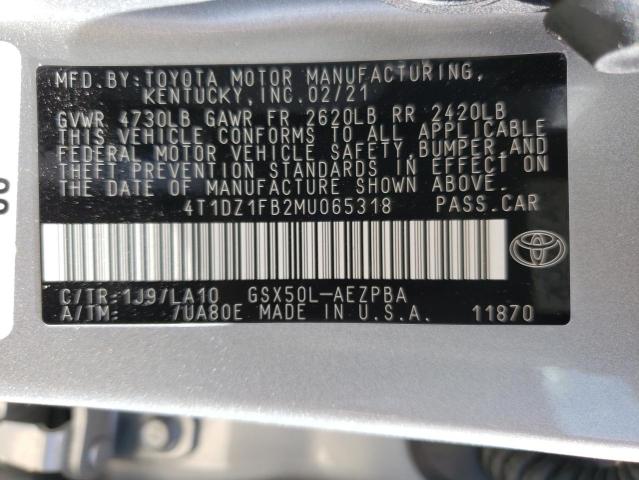 MFD.BY:TOYOTA MOTOR MANUFACTURING,
KENTUCKY,INC.02/21
GVWR 4730LB GAWR FR 2620LB RR 2420LB
THIS VEHICLE CONFORMS TO ALL APPLICABLE
FEDERAL MOTOR VEHICLE SAFETY,BUMPER,AND
THEFT PREVENTION STANDARDS IN EFFECT ON
THE DATE OF MANUFACTURE SHOWN ABOVE.
4T1DZ1FB2MU065318 PASS.CAR
C/TR:1J9/LA10 GSX50L-AEZPBA
A/TM: /UA80E MADE IN U.S.A. 11870